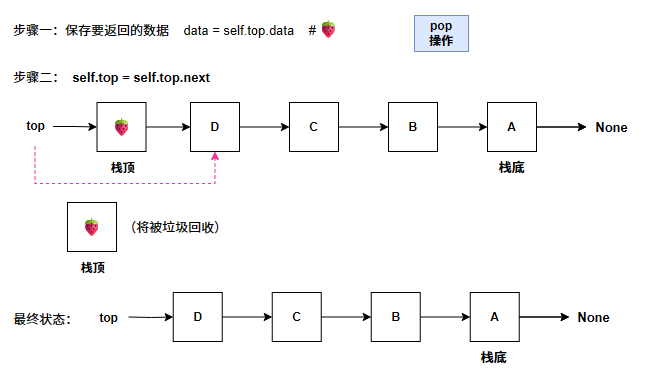 步骤一：保存要返回的数据 data = self.top.data # 🍓
pop
操作
步骤二： self.top = self.top.next
top 🍓 D C B A None
栈顶 栈底
🍓 （将被垃圾回收）
栈顶
最终状态： top D C B A None
栈底